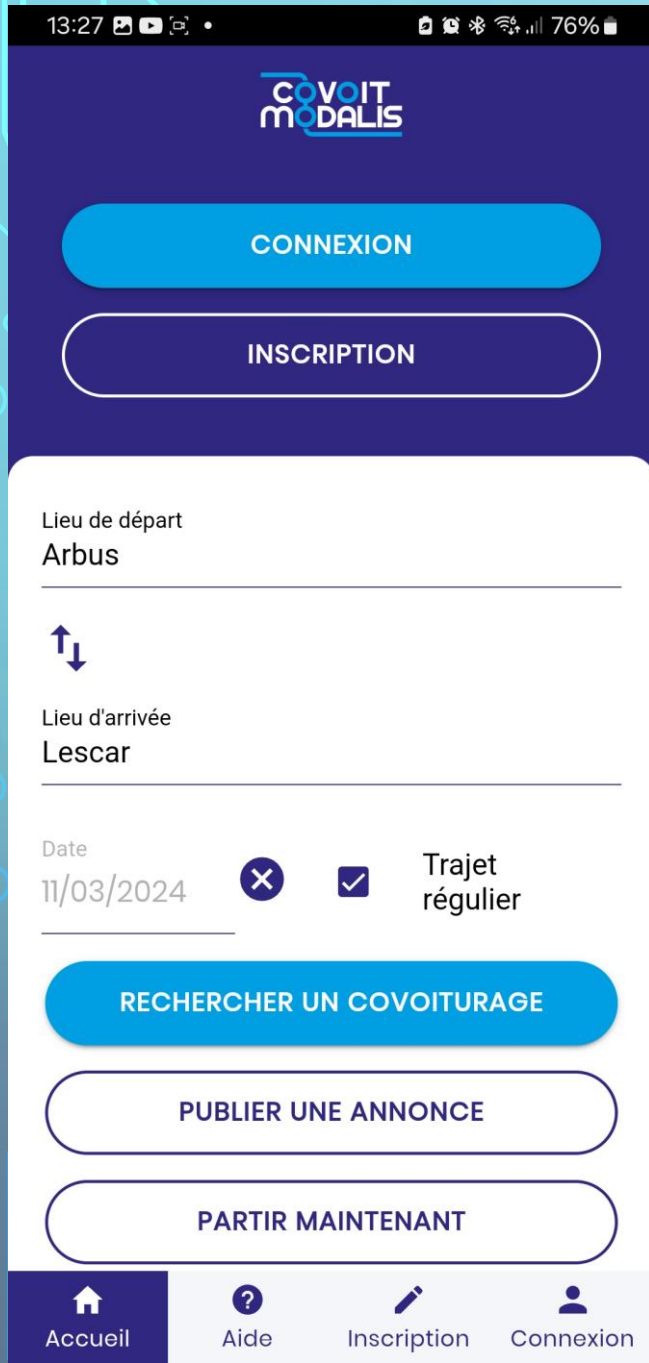 13:27 76%
COVOIT
MODALIS
CONNEXION
INSCRIPTION
Lieu de départ
Arbus
Lieu d'arrivée
Lescar
Date
11/03/2024
Trajet
régulier
RECHERCHER UN COVOITURAGE
PUBLIER UNE ANNONCE
PARTIR MAINTENANT
Accueil Aide Inscription Connexion